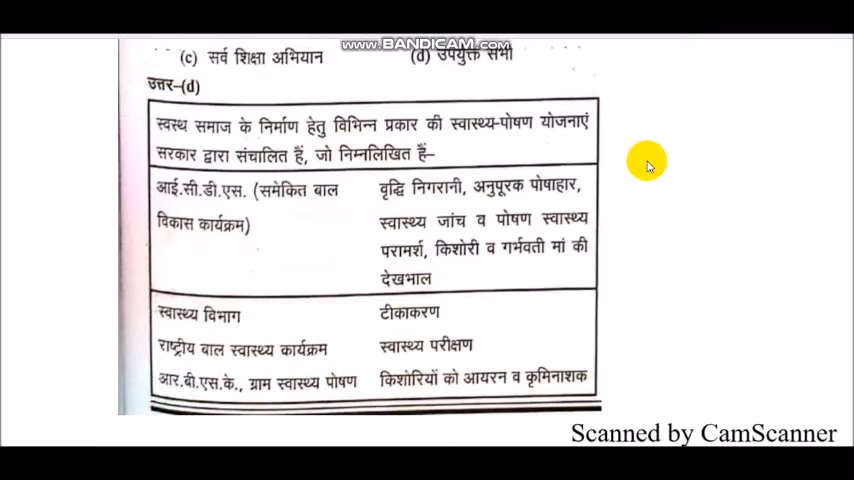 www.BANDICAM.com
(c) सर्व शिक्षा अभियान (d) उपर्युक्त सभी
उत्तर–(d)
स्वस्थ समाज के निर्माण हेतु विभिन्न प्रकार की स्वास्थ्य-पोषण योजनाएं
सरकार द्वारा संचालित हैं, जो निम्नलिखित हैं–
आई.सी.डी.एस. (समेकित बाल वृद्धि निगरानी, अनुपूरक पोषाहार,
विकास कार्यक्रम) स्वास्थ्य जांच व पोषण स्वास्थ्य
परामर्श, किशोरी व गर्भवती मां की
देखभाल
स्वास्थ्य विभाग टीकाकरण
राष्ट्रीय बाल स्वास्थ्य कार्यक्रम स्वास्थ्य परीक्षण
आर.बी.एस.के., ग्राम स्वास्थ्य पोषण किशोरियों को आयरन व कृमिनाशक
Scanned by CamScanner